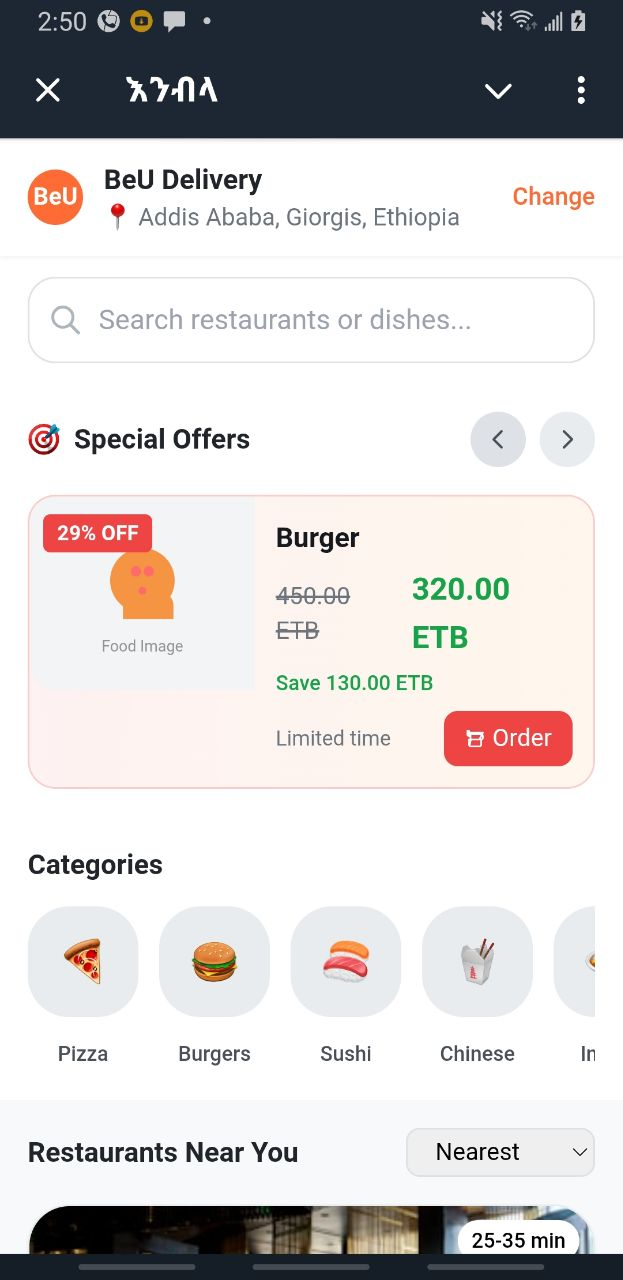 2:50
እንብላ
BeU
BeU Delivery
Addis Ababa, Giorgis, Ethiopia
Change
Search restaurants or dishes...
Special Offers
29% OFF
Food Image
Burger
450.00 ETB
320.00 ETB
Save 130.00 ETB
Limited time
Order
Categories
Pizza
Burgers
Sushi
Chinese
In
Restaurants Near You
Nearest
25-35 min